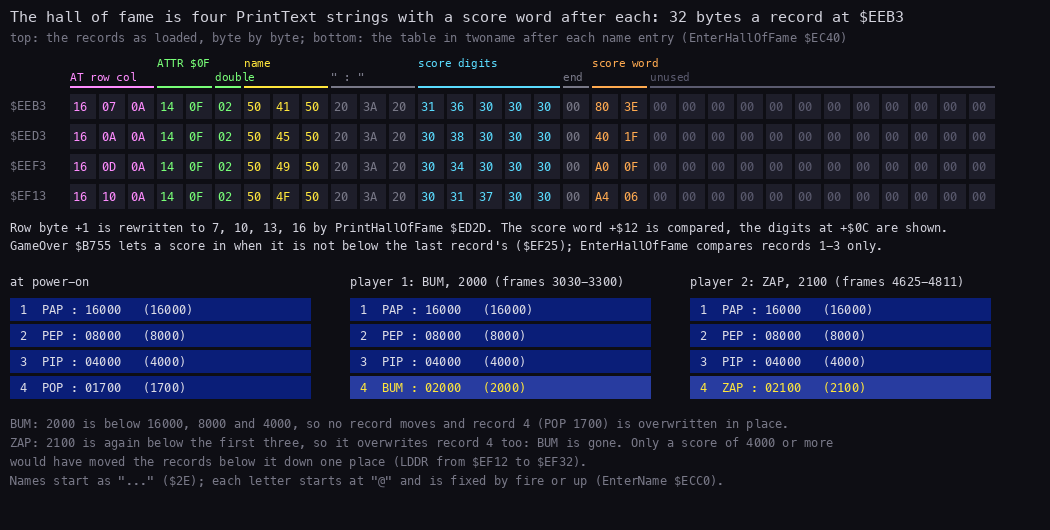 The hall of fame is four PrintText strings with a score word after each: 32 bytes a record at $EEB3
top: the records as loaded, byte by byte; bottom: the table in twoname after each name entry (EnterHallOfFame $EC40)
ATTR $0F name score digits score word
AT row col double " : " end unused
$EEB3 16 07 0A 14 0F 02 50 41 50 20 3A 20 31 36 30 30 30 00 80 3E 00 00 00 00 00 00 00 00 00 00 00 00
$EED3 16 0A 0A 14 0F 02 50 45 50 20 3A 20 30 38 30 30 30 00 40 1F 00 00 00 00 00 00 00 00 00 00 00 00
$EEF3 16 0D 0A 14 0F 02 50 49 50 20 3A 20 30 34 30 30 30 00 A0 0F 00 00 00 00 00 00 00 00 00 00 00 00
$EF13 16 10 0A 14 0F 02 50 4F 50 20 3A 20 30 31 37 30 30 00 A4 06 00 00 00 00 00 00 00 00 00 00 00 00
Row byte +1 is rewritten to 7, 10, 13, 16 by PrintHallOfFame $ED2D. The score word +$12 is compared, the digits at +$0C are shown.
GameOver $B755 lets a score in when it is not below the last record's ($EF25); EnterHallOfFame compares records 1–3 only.
at power-on
1 PAP : 16000 (16000)
2 PEP : 08000 (8000)
3 PIP : 04000 (4000)
4 POP : 01700 (1700)
player 1: BUM, 2000 (frames 3030–3300)
1 PAP : 16000 (16000)
2 PEP : 08000 (8000)
3 PIP : 04000 (4000)
4 BUM : 02000 (2000)
player 2: ZAP, 2100 (frames 4625–4811)
1 PAP : 16000 (16000)
2 PEP : 08000 (8000)
3 PIP : 04000 (4000)
4 ZAP : 02100 (2100)
BUM: 2000 is below 16000, 8000 and 4000, so no record moves and record 4 (POP 1700) is overwritten in place.
ZAP: 2100 is again below the first three, so it overwrites record 4 too: BUM is gone. Only a score of 4000 or more
would have moved the records below it down one place (LDDR from $EF12 to $EF32).
Names start as "..." ($2E); each letter starts at "@" and is fixed by fire or up (EnterName $ECC0).